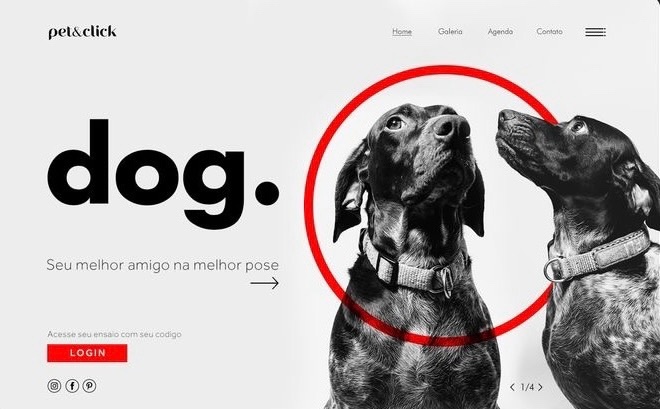 pet&click
Home Galeria Agenda Contato
dog.
Seu melhor amigo na melhor pose
Acesse seu ensaio com seu codigo
LOGIN
1/4